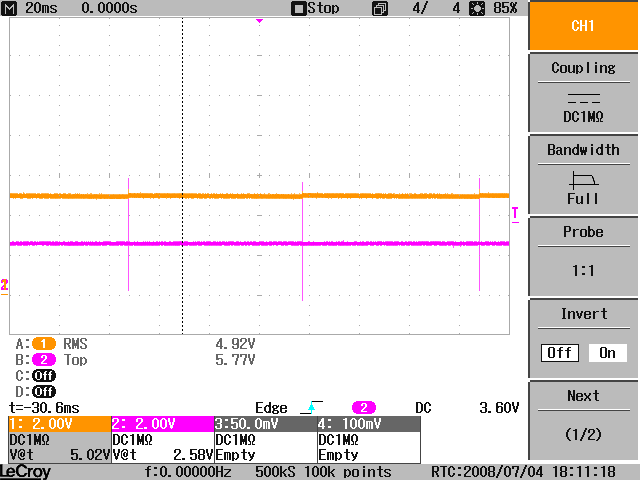 M 20ms 0.0000s Stop 4/ 4 85%
CH1
Coupling
DC1MΩ
Bandwidth
Full
Probe
1:1
Invert
Off On
Next
(1/2)
T
2
A: 1 RMS 4.92V
B: 2 Top 5.77V
C: Off
D: Off
t=-30.6ms Edge 2 DC 3.60V
1: 2.00V 2: 2.00V 3:50.0mV 4: 100mV
DC1MΩ DC1MΩ DC1MΩ DC1MΩ
V@t 5.02V V@t 2.58V Empty Empty
LeCroy f:0.00000Hz 500kS 100k points RTC:2008/07/04 18:11:18